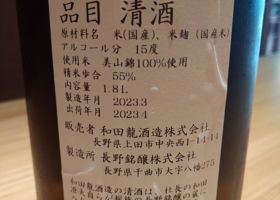 品目 清酒
原材料名 米(国産)、米麹(国産米)
アルコール分 15度
使用米 美山錦100%使用
精米歩合 55%
内容量 1.8L
製造年月 2023.3
出荷年月 2023.4
販売者 和田龍酒造株式会社
長野県上田市中央
製造所 長野銘醸株式会社
長野県千曲市大字八幡275
和田龍酒造の清酒は、社長の和田